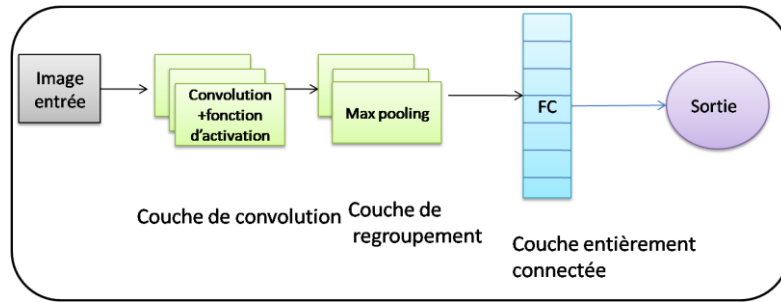 Image
entrée
Convolution
+fonction
d'activation
Max pooling
FC
Sortie
Couche de convolution
Couche de
regroupement
Couche entièrement
connectée